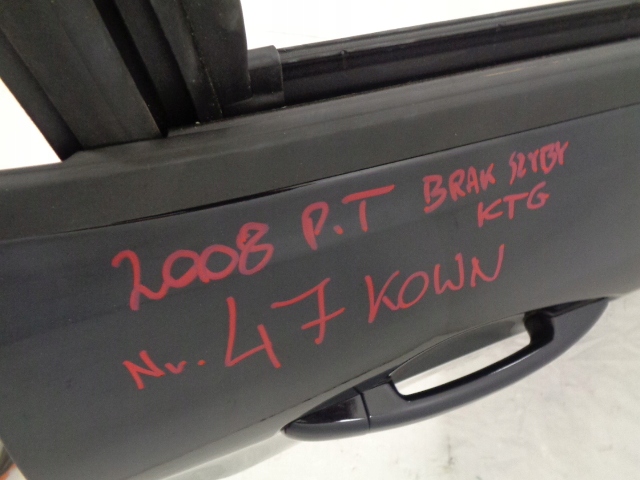 2008 P.T BRAK SZYBY
KTG
Nr. 47 KOWN